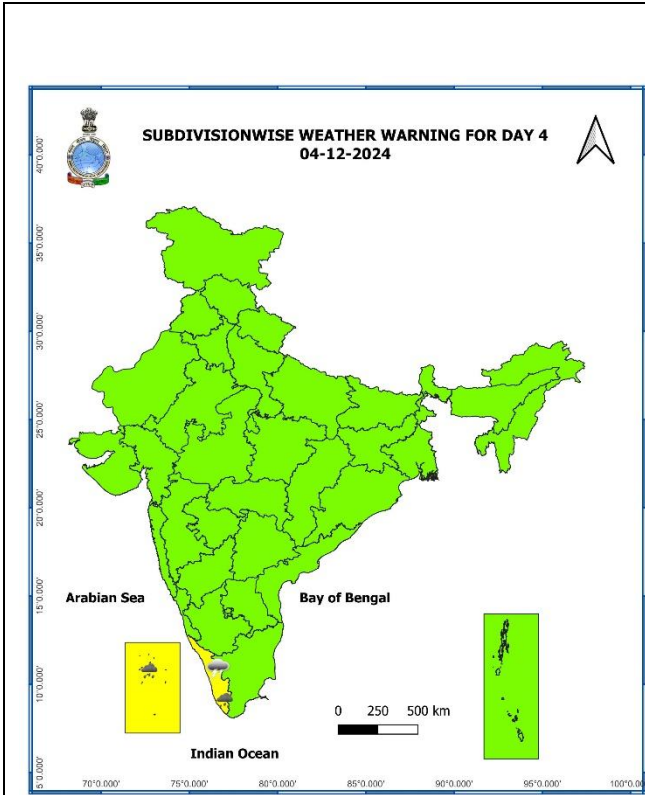 SUBDIVISIONWISE WEATHER WARNING FOR DAY 4
04-12-2024
40°0.000'
35°0.000'
30°0.000'
25°0.000'
20°0.000'
15°0.000'
10°0.000'
5°0.000'
Arabian Sea
Bay of Bengal
0 250 500 km
Indian Ocean
70°0.000' 75°0.000' 80°0.000' 85°0.000' 90°0.000' 95°0.000' 100°0.000'